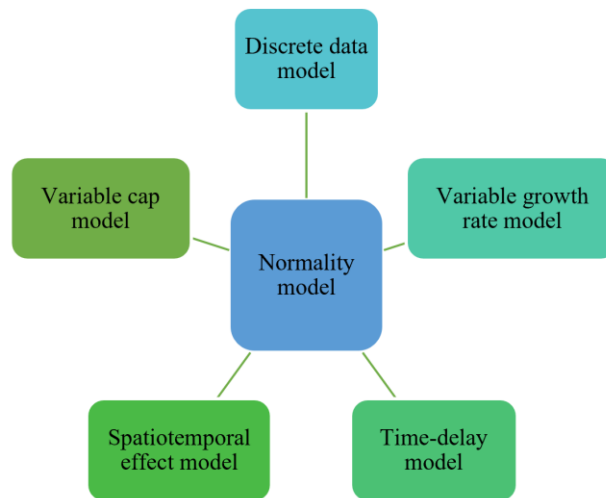 Discrete data
model
Variable cap
model
Variable growth
rate model
Normality
model
Spatiotemporal
effect model
Time-delay
model